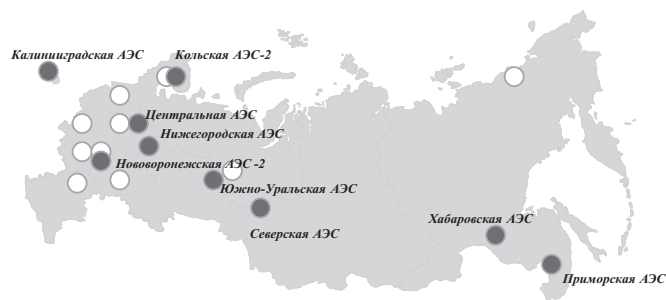 Калининградская АЭС
Кольская АЭС-2
Центральная АЭС
Нижегородская АЭС
Нововоронежская АЭС -2
Южно-Уральская АЭС
Северская АЭС
Хабаровская АЭС
Приморская АЭС